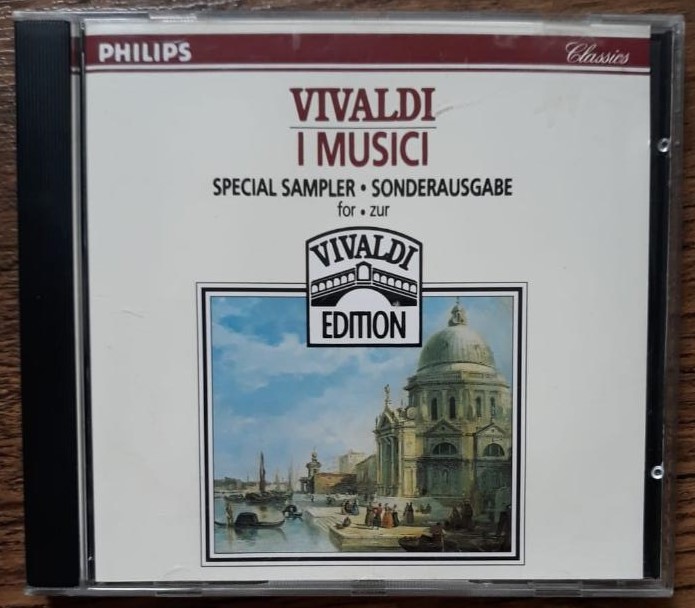 PHILIPS Classics
VIVALDI
I MUSICI
SPECIAL SAMPLER • SONDERAUSGABE
for • zur
VIVALDI
EDITION